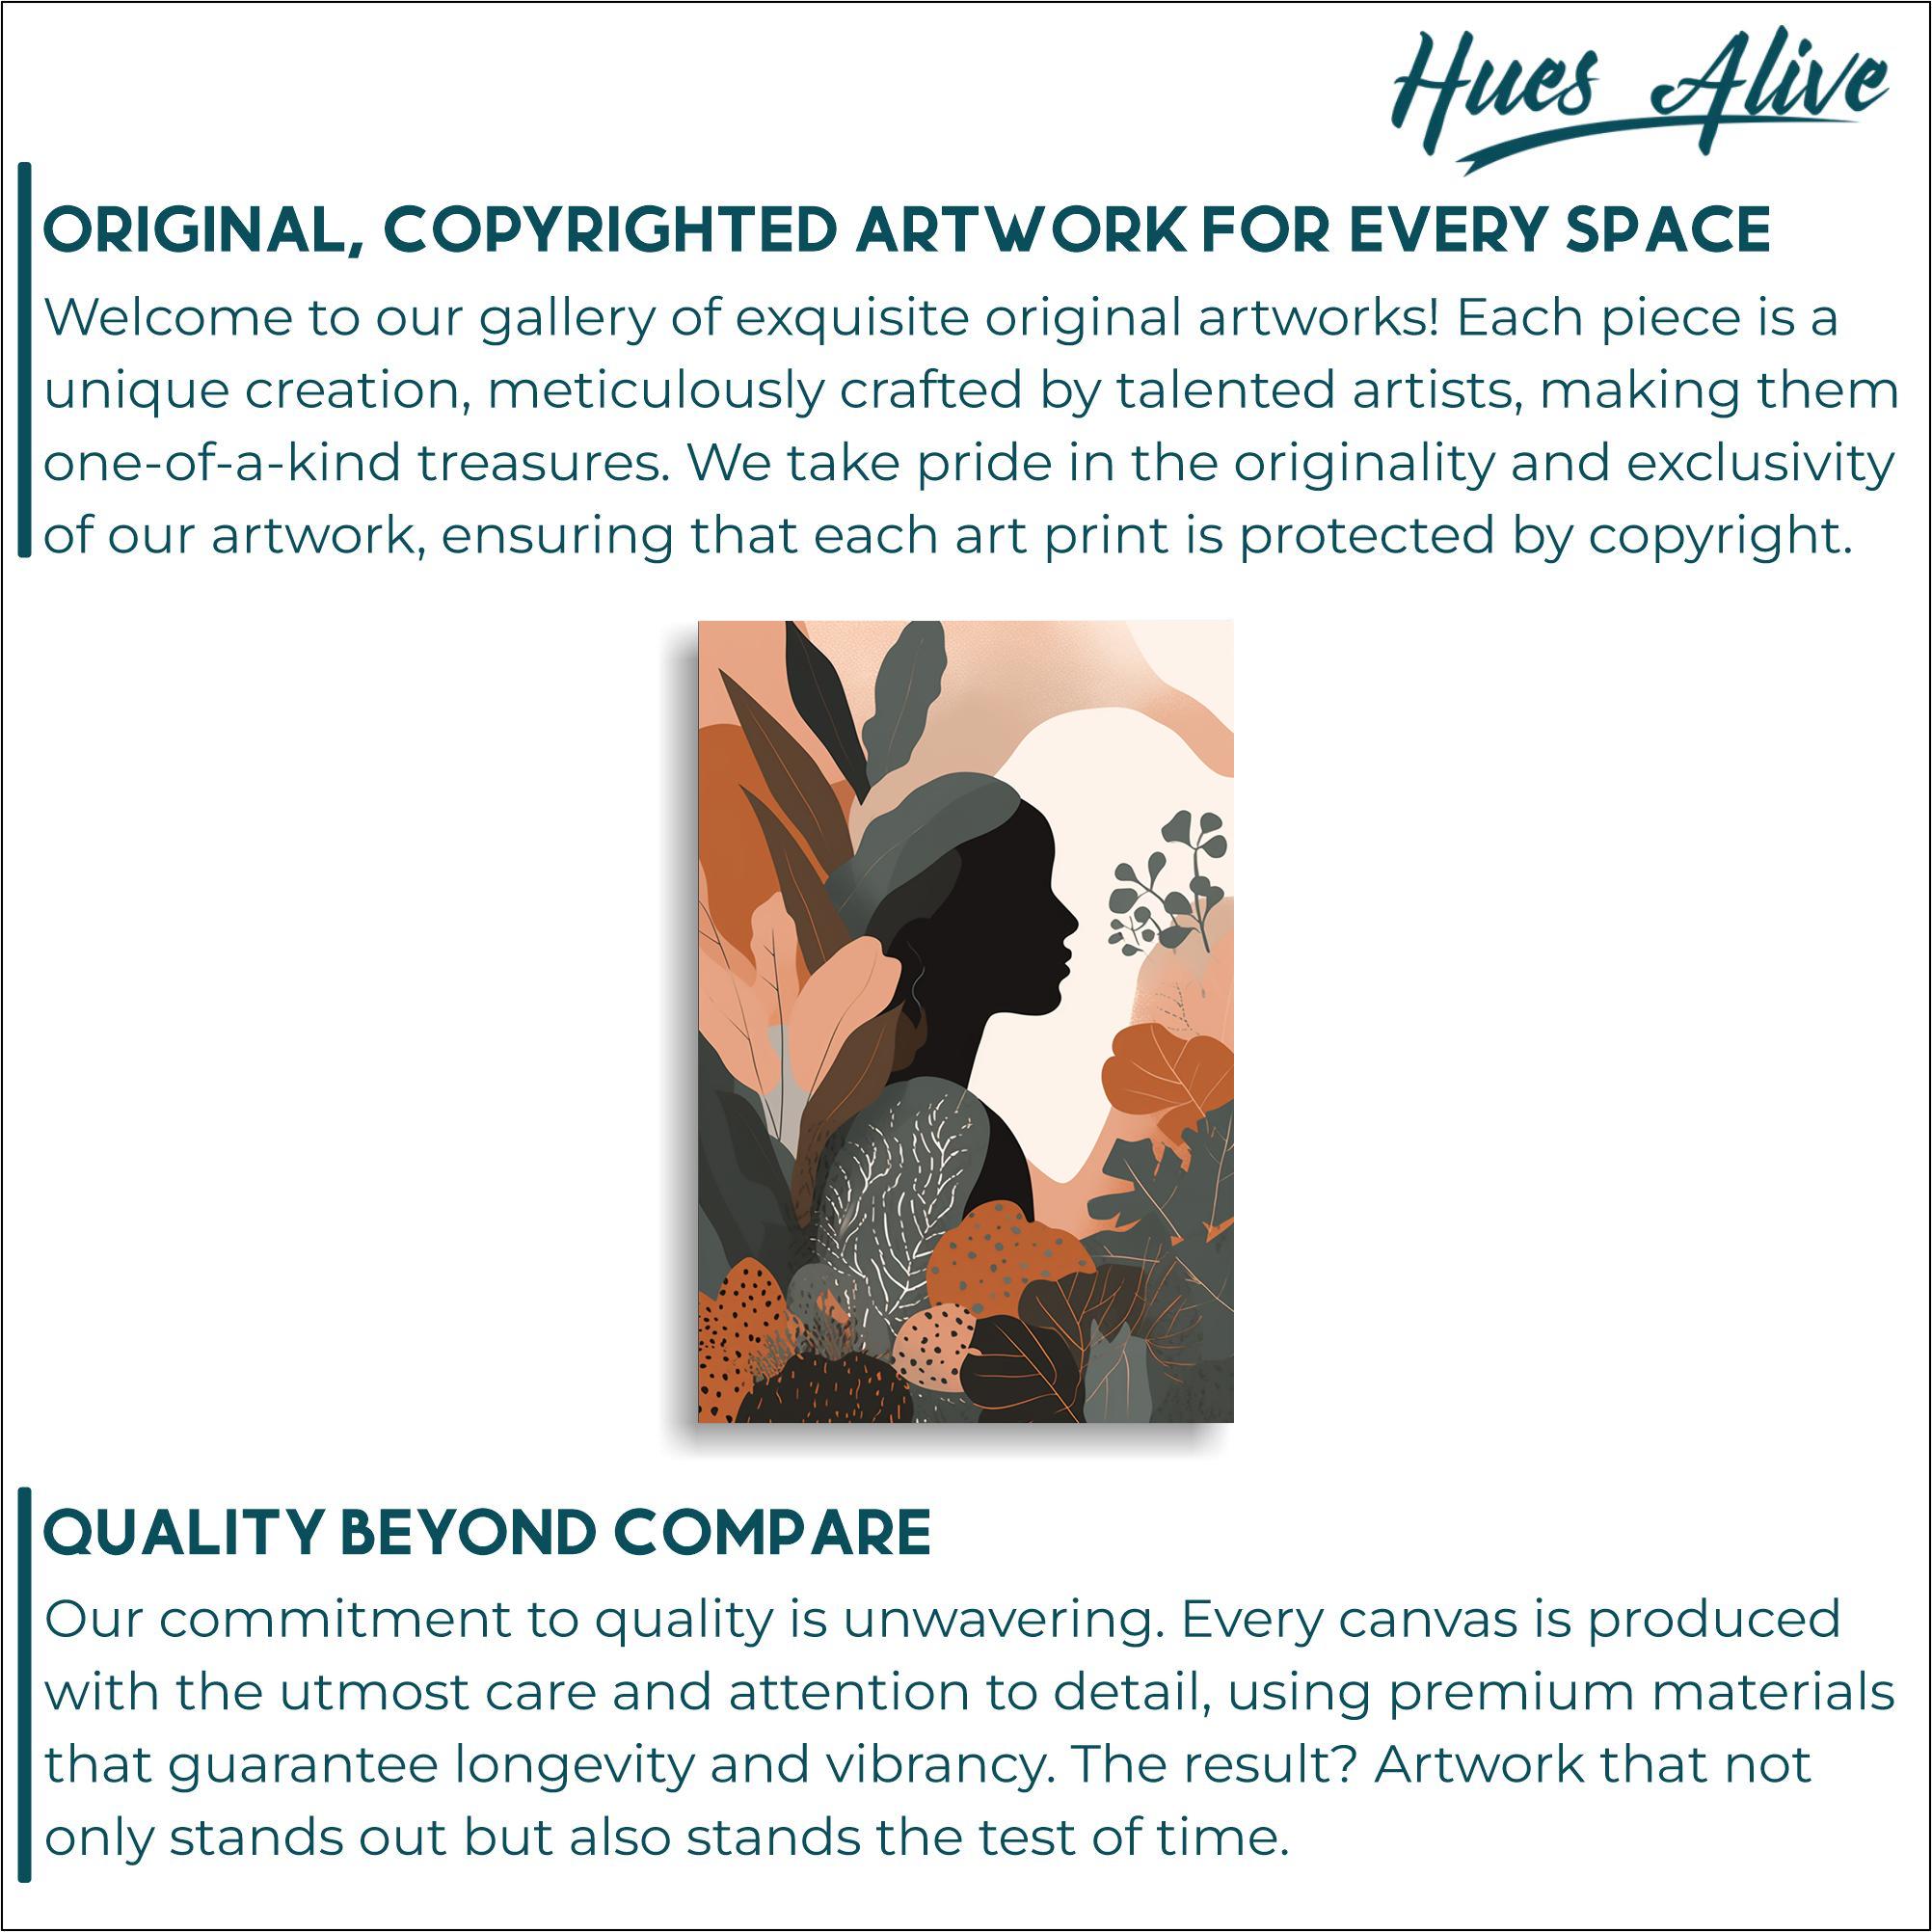 Hues Alive
ORIGINAL, COPYRIGHTED ARTWORK FOR EVERY SPACE
Welcome to our gallery of exquisite original artworks! Each piece is a
unique creation, meticulously crafted by talented artists, making them
one-of-a-kind treasures. We take pride in the originality and exclusivity
of our artwork, ensuring that each art print is protected by copyright.
QUALITY BEYOND COMPARE
Our commitment to quality is unwavering. Every canvas is produced
with the utmost care and attention to detail, using premium materials
that guarantee longevity and vibrancy. The result? Artwork that not
only stands out but also stands the test of time.